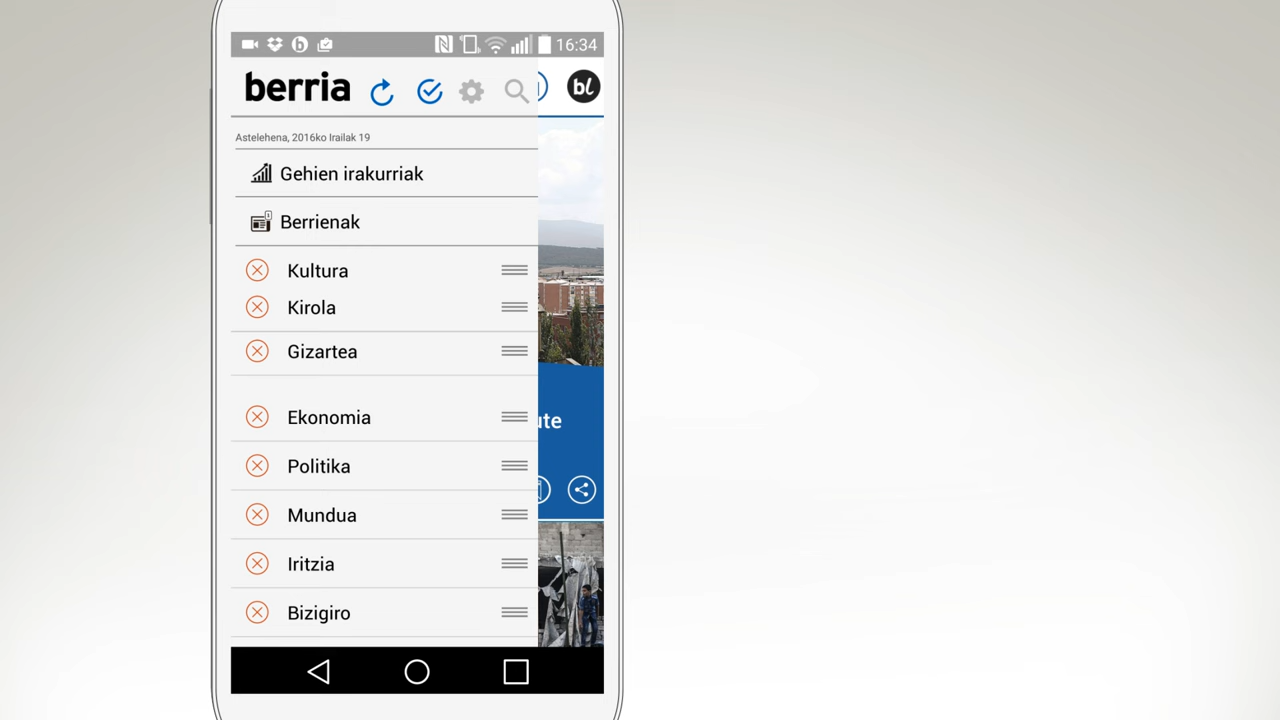 16:34
berria
bl
Astelehena, 2016ko Irailak 19
Gehien irakurriak
Berrienak
Kultura
Kirola
Gizartea
Ekonomia
ute
Politika
Mundua
Iritzia
Bizigiro